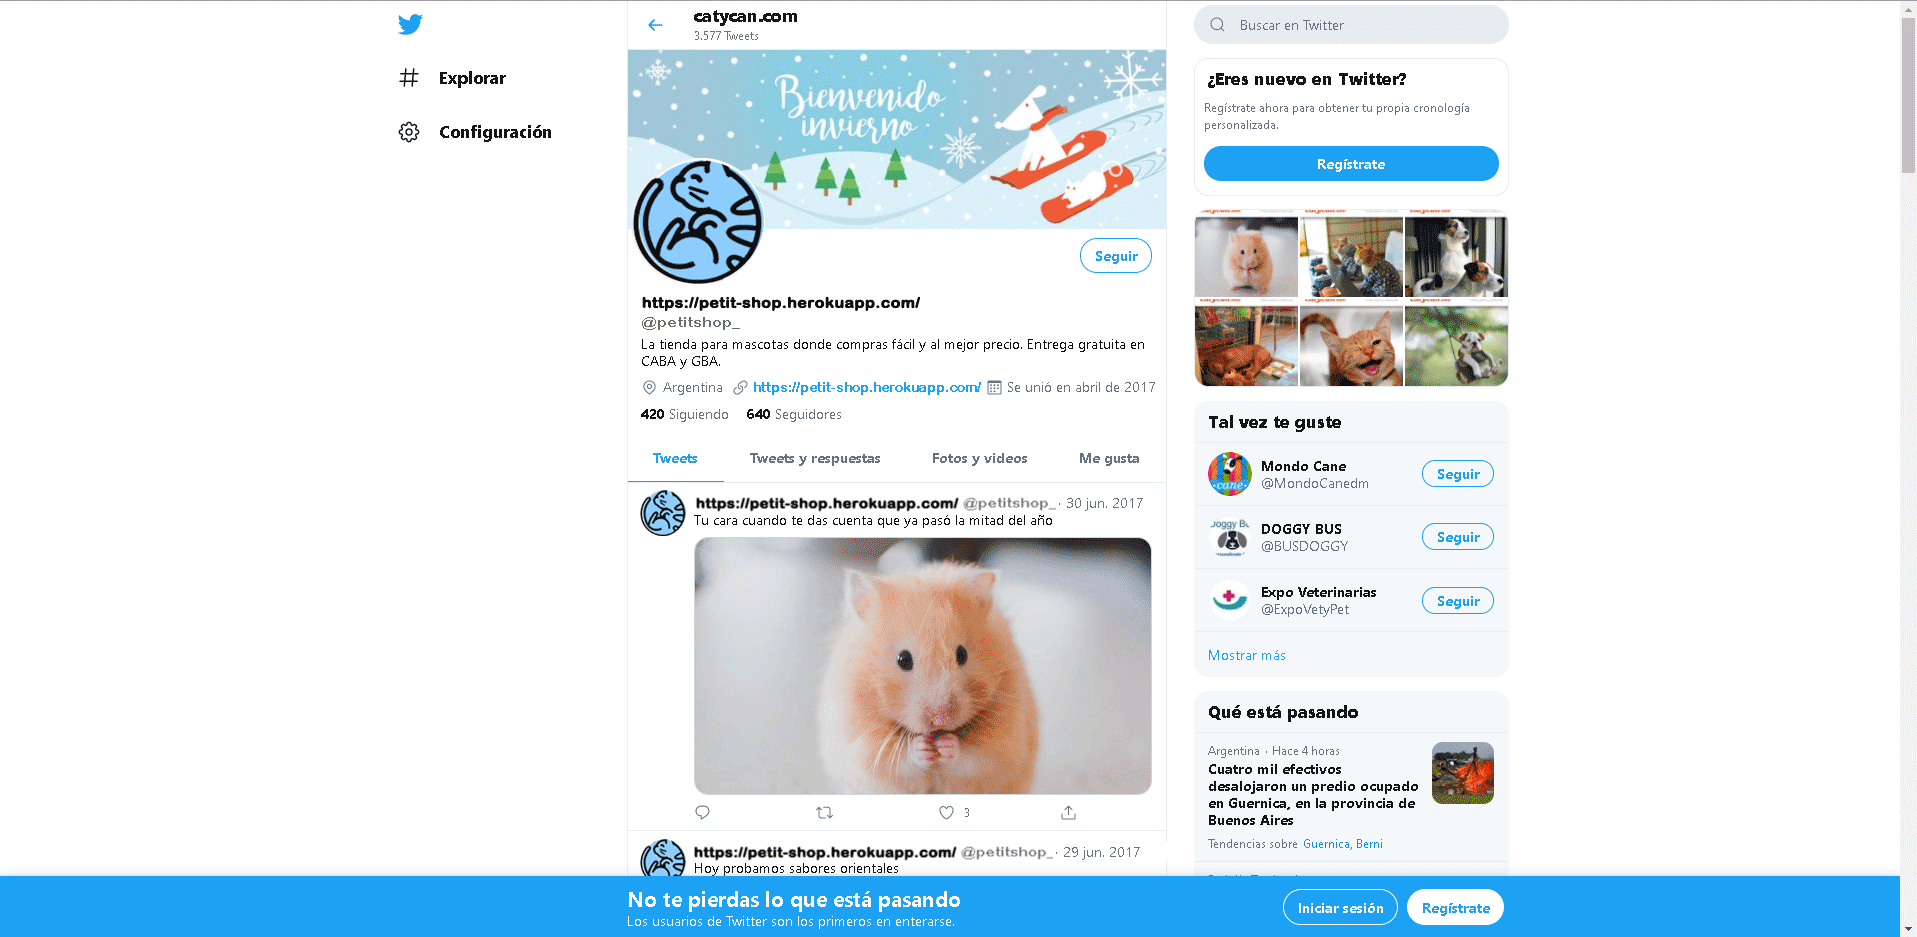 catycan.com
3.577 Tweets
Explorar
Configuración
Bienvenido
invierno
Seguir
https://petit-shop.herokuapp.com/
@petitshop_
La tienda para mascotas donde compras fácil y al mejor precio. Entrega gratuita en
CABA y GBA.
Argentina https://petit-shop.herokuapp.com/ Se unió en abril de 2017
420 Siguiendo 640 Seguidores
Tweets Tweets y respuestas Fotos y videos Me gusta
https://petit-shop.herokuapp.com/ @petitshop_ · 30 jun. 2017
Tu cara cuando te das cuenta que ya pasó la mitad del año
3
https://petit-shop.herokuapp.com/ @petitshop_ · 29 jun. 2017
Hoy probamos sabores orientales
Buscar en Twitter
¿Eres nuevo en Twitter?
Regístrate ahora para obtener tu propia cronología
personalizada.
Regístrate
Tal vez te guste
Mondo Cane
@MondoCanedm
Seguir
DOGGY BUS
@BUSDOGGY
Seguir
Expo Veterinarias
@ExpoVetyPet
Seguir
Mostrar más
Qué está pasando
Argentina · Hace 4 horas
Cuatro mil efectivos
desalojaron un predio ocupado
en Guernica, en la provincia de
Buenos Aires
Tendencias sobre Guernica, Berni
No te pierdas lo que está pasando
Los usuarios de Twitter son los primeros en enterarse.
Iniciar sesión
Regístrate